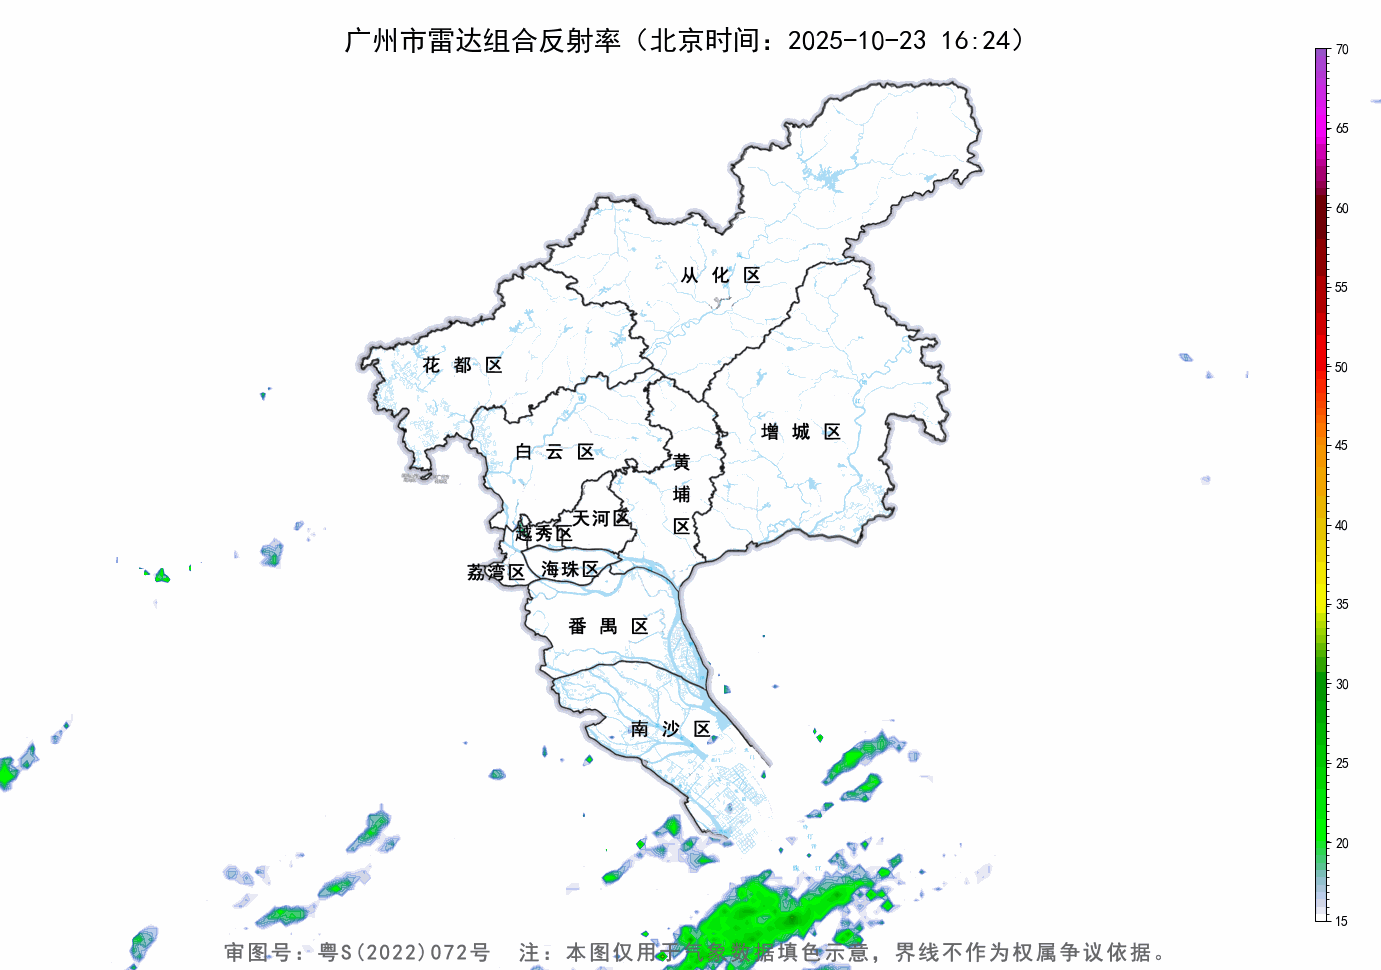 广州市雷达组合反射率（北京时间：2025-10-23 16:24）
70
65
60
55
50
45
40
35
30
25
20
15
从化区
花都区
增城区
白云区
黄埔区
天河区
越秀区
荔湾区
海珠区
番禺区
南沙区
审图号：粤S(2022)072号 注：本图仅用于气象数据填色示意，界线不作为权属争议依据。